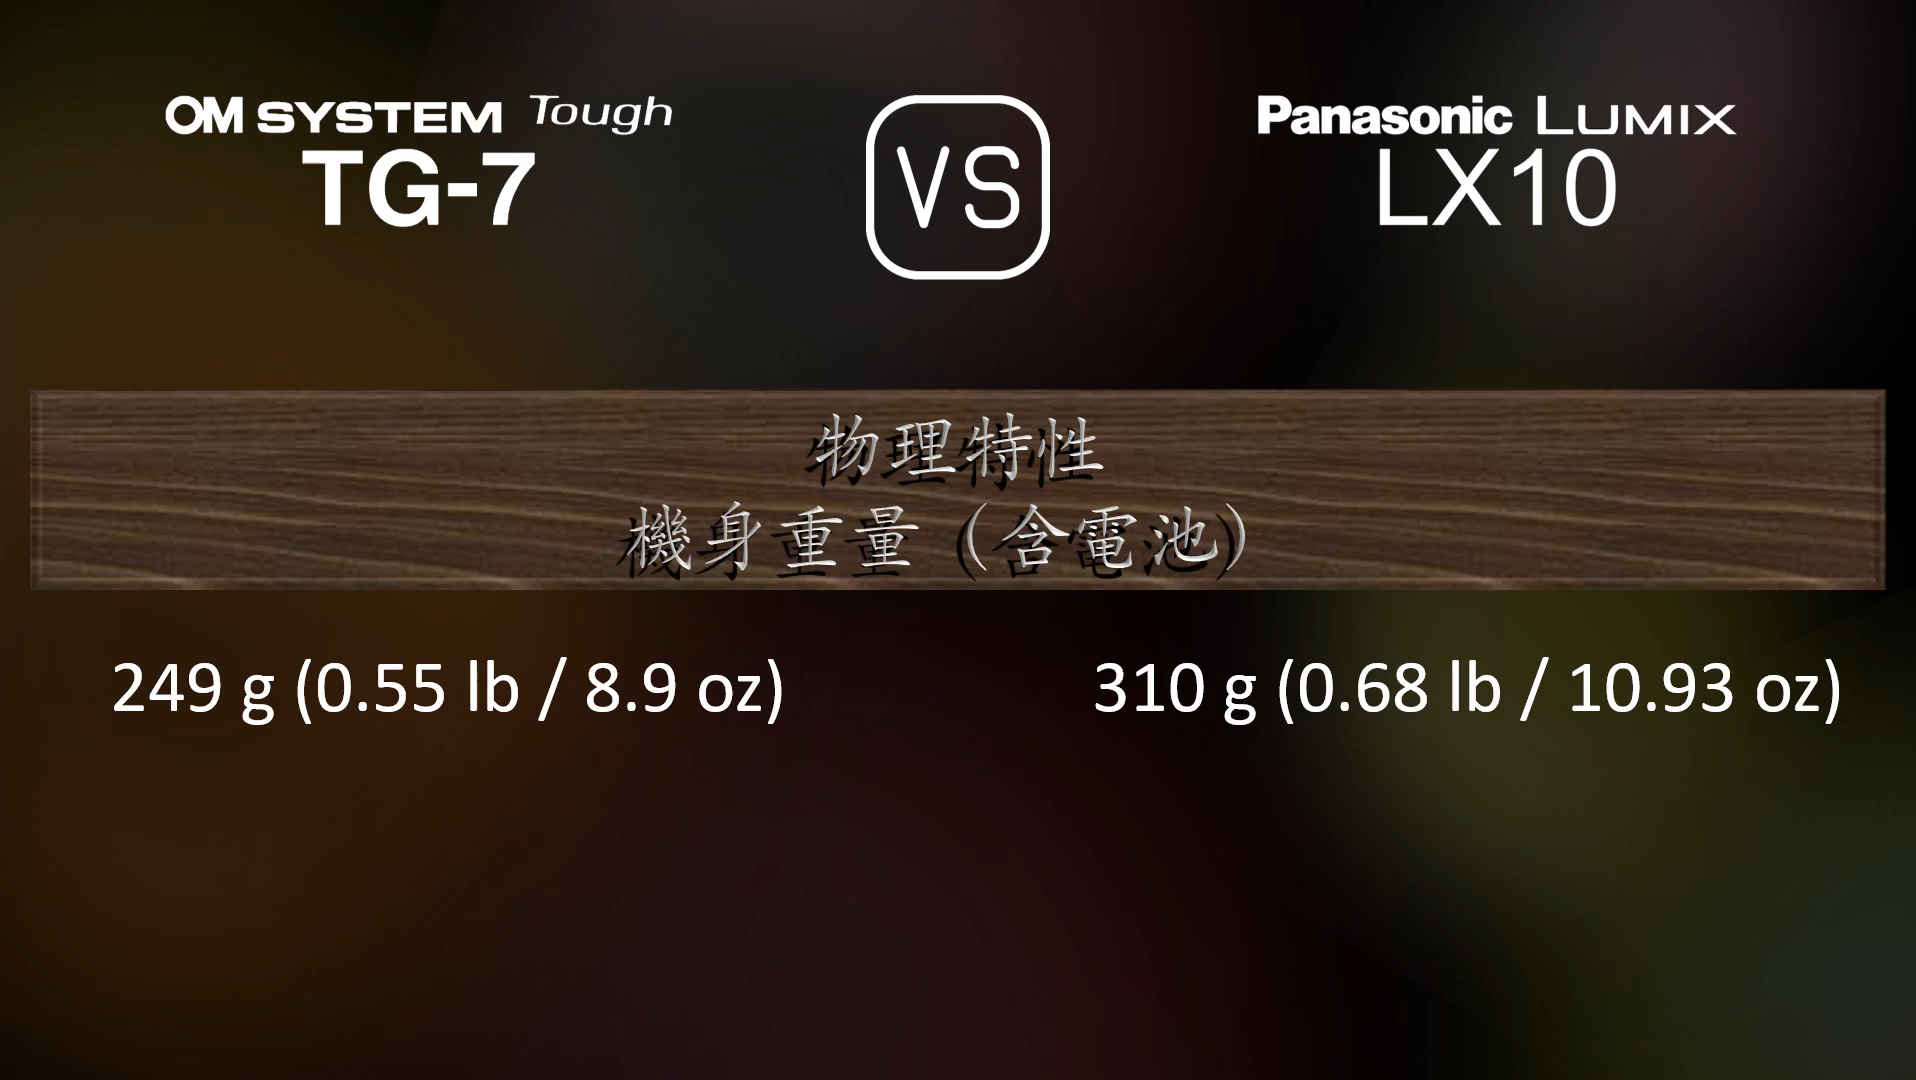 OM SYSTEM Tough
TG-7
VS
Panasonic LUMIX
LX10
物理特性
機身重量（含電池）
249 g (0.55 lb / 8.9 oz)
310 g (0.68 lb / 10.93 oz)